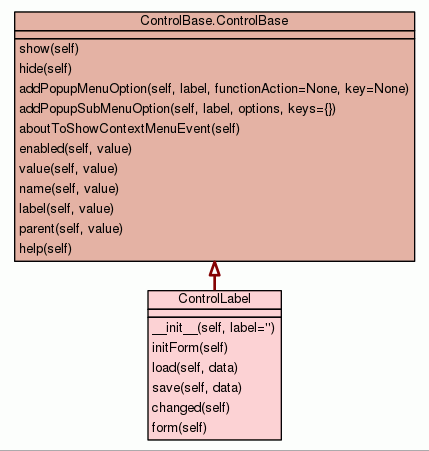 ControlBase.ControlBase
show(self)
hide(self)
addPopupMenuOption(self, label, functionAction=None, key=None)
addPopupSubMenuOption(self, label, options, keys={})
aboutToShowContextMenuEvent(self)
enabled(self, value)
value(self, value)
name(self, value)
label(self, value)
parent(self, value)
help(self)
ControlLabel
__init__(self, label='')
initForm(self)
load(self, data)
save(self, data)
changed(self)
form(self)